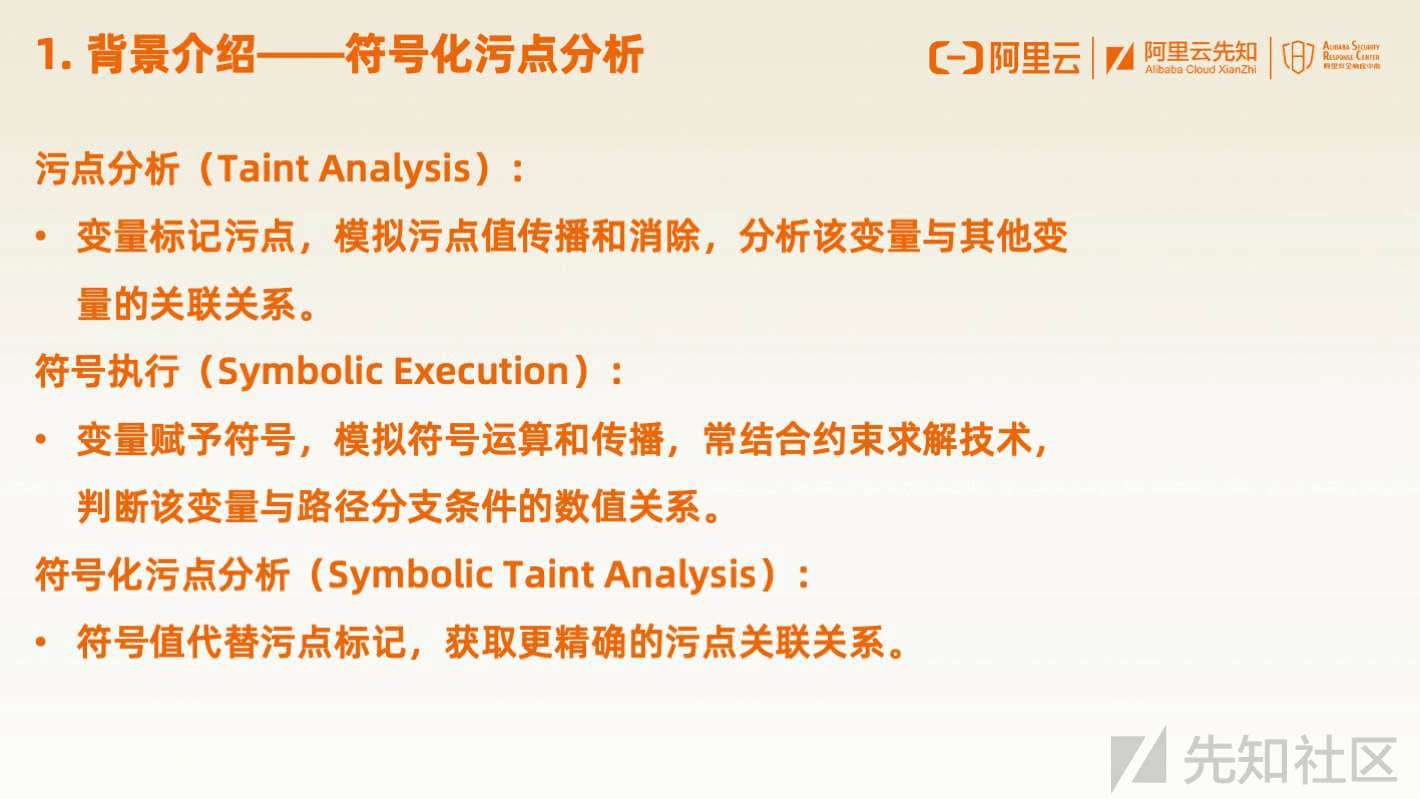 1. 背景介绍——符号化污点分析
阿里云
阿里云先知
Alibaba Cloud XianZhi
ALIBABA SECURITY
RESPONSE CENTER
阿里安全响应中心
污点分析（Taint Analysis）:
• 变量标记污点，模拟污点值传播和消除，分析该变量与其他变
量的关联关系。
符号执行（Symbolic Execution）:
• 变量赋予符号，模拟符号运算和传播，常结合约束求解技术，
判断该变量与路径分支条件的数值关系。
符号化污点分析（Symbolic Taint Analysis）:
• 符号值代替污点标记，获取更精确的污点关联关系。
先知社区